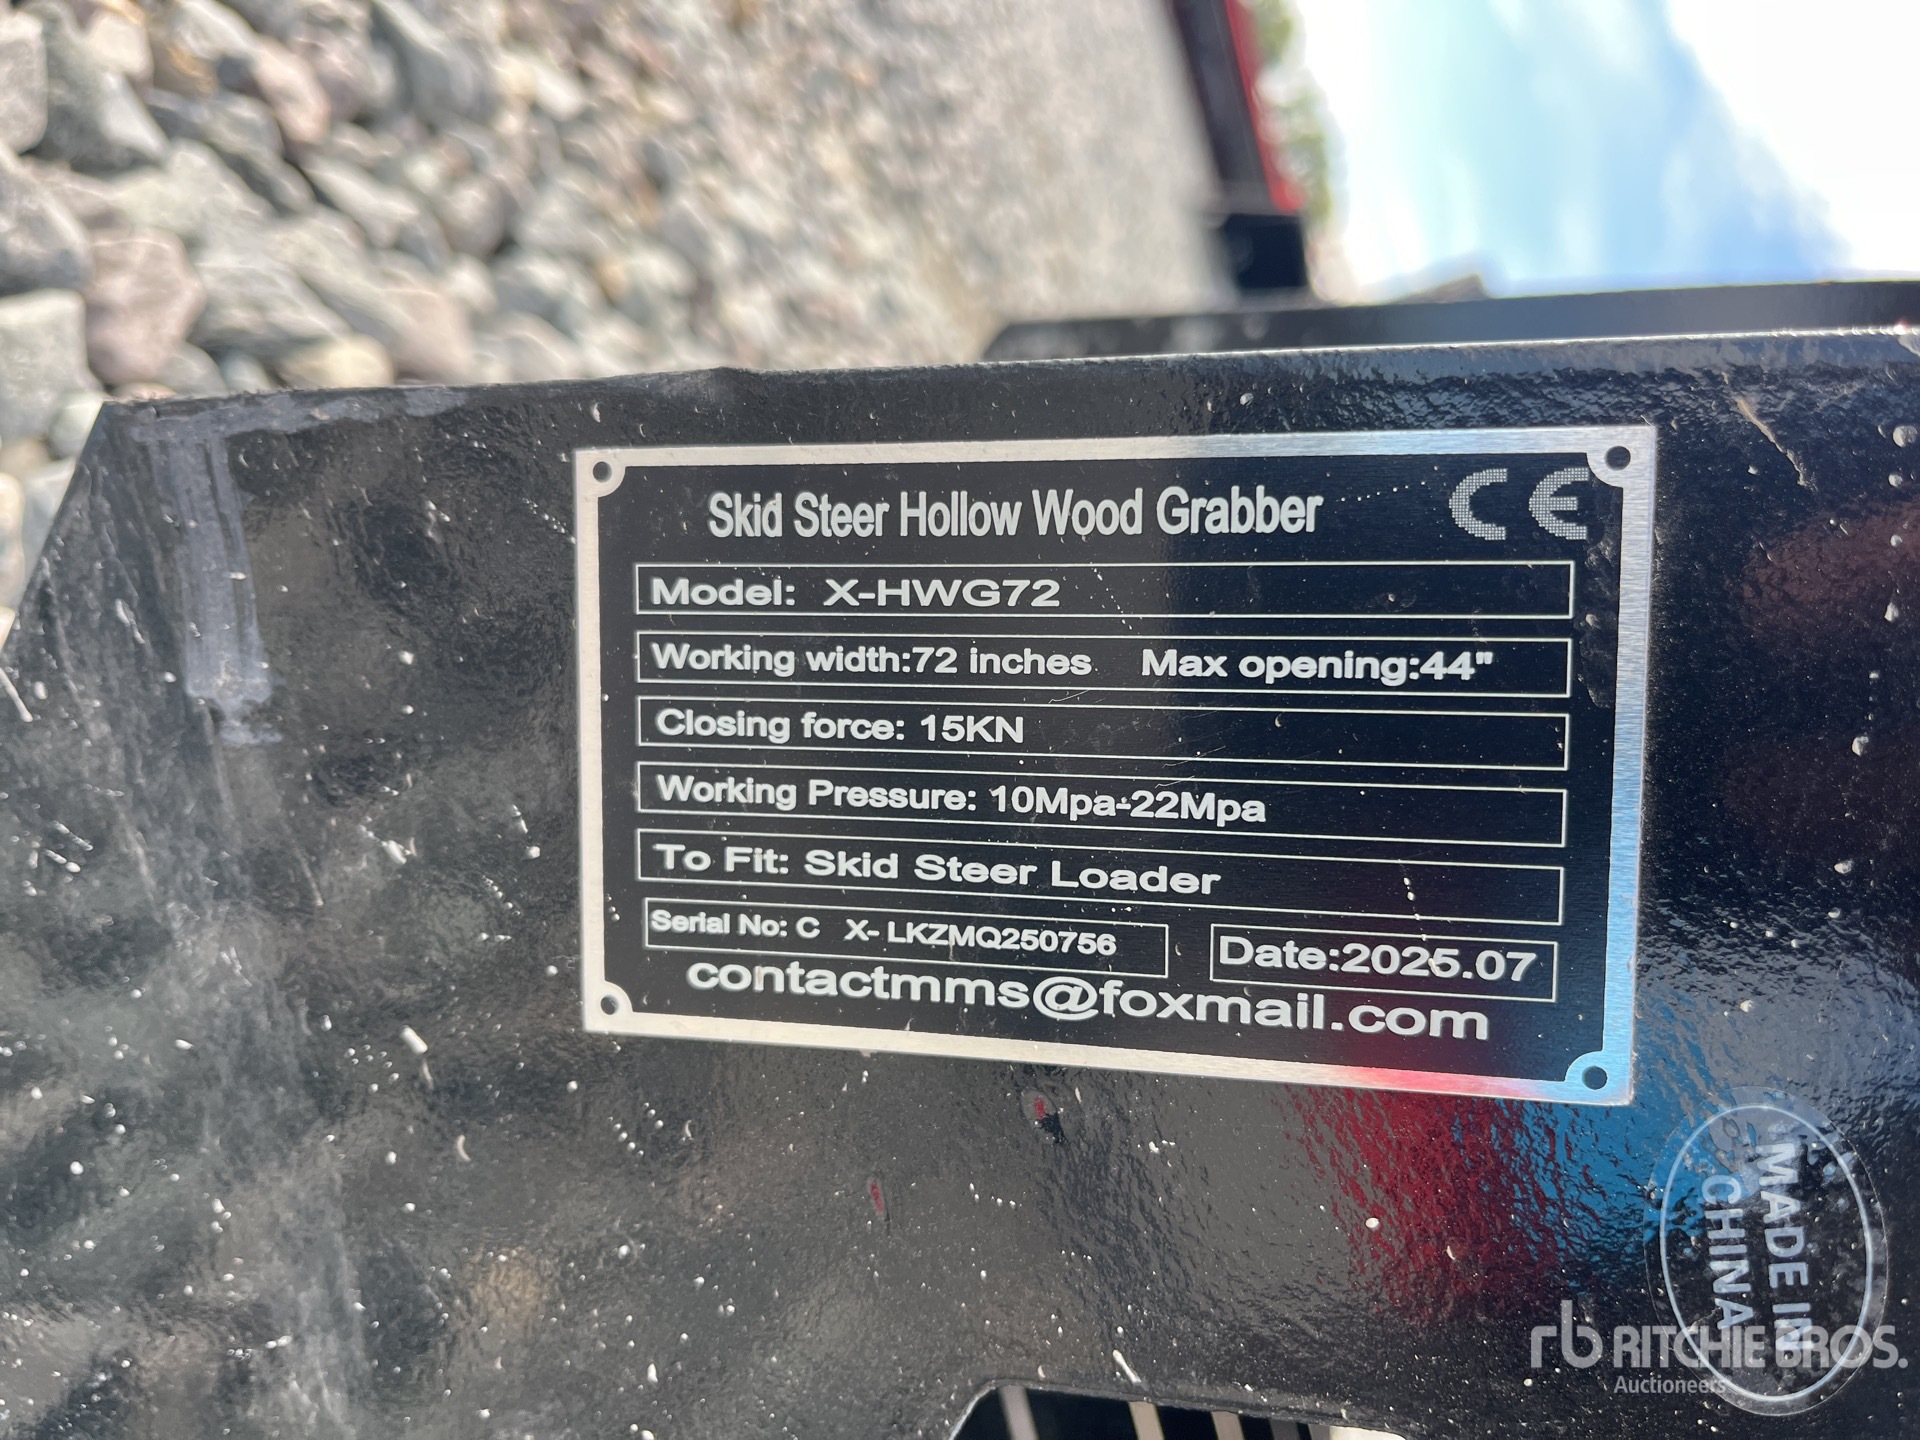 Skid Steer Hollow Wood Grabber CE
Model: X-HWG72
Working width:72 inches Max opening:44"
Closing force: 15KN
Working Pressure: 10Mpa-22Mpa
To Fit: Skid Steer Loader
Serial No: C X- LKZMQ250756 Date:2025.07
contactmms@foxmail.com
MADE IN
CHINA
rb RITCHIE BROS.
Auctioneers